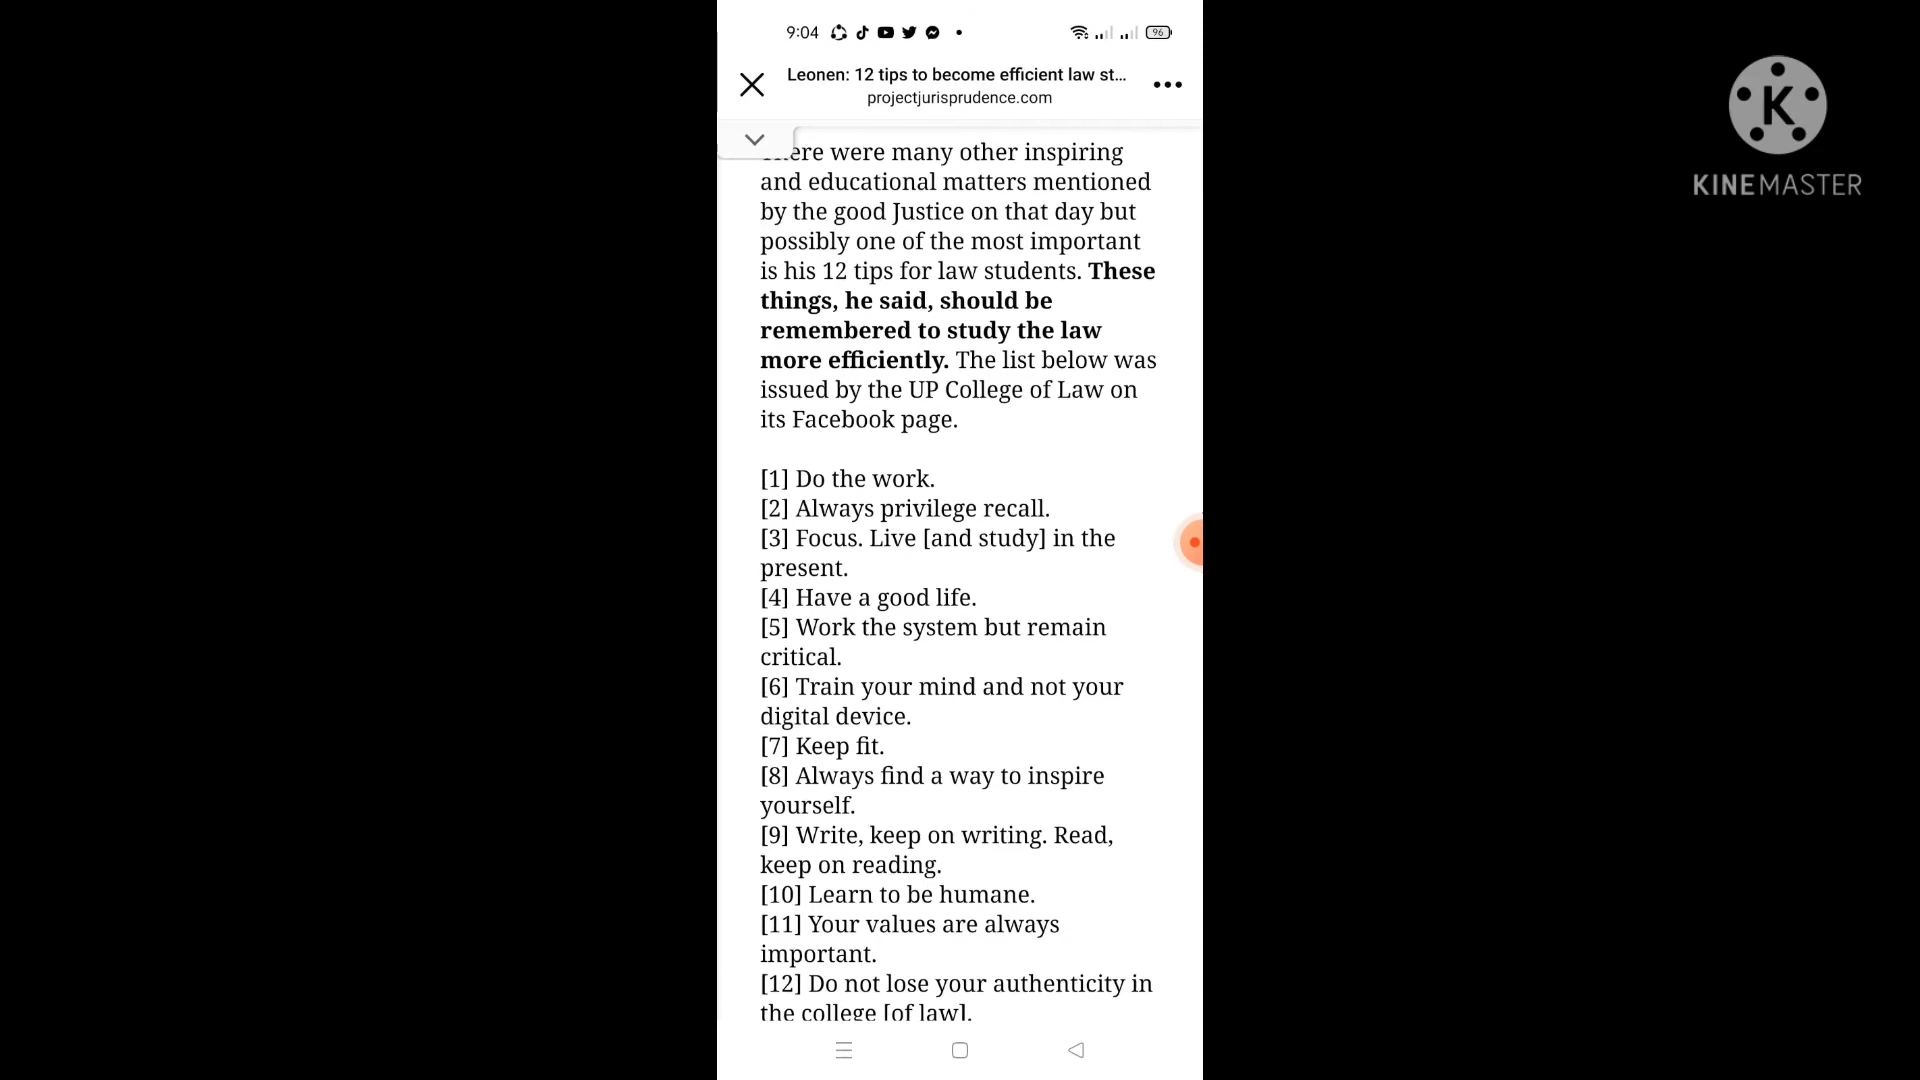 9:04
96
Leonen: 12 tips to become efficient law st...
projectjurisprudence.com
K
KINEMASTER
were many other inspiring
and educational matters mentioned
by the good Justice on that day but
possibly one of the most important
is his 12 tips for law students. These
things, he said, should be
remembered to study the law
more efficiently. The list below was
issued by the UP College of Law on
its Facebook page.
[1] Do the work.
[2] Always privilege recall.
[3] Focus. Live [and study] in the
present.
[4] Have a good life.
[5] Work the system but remain
critical.
[6] Train your mind and not your
digital device.
[7] Keep fit.
[8] Always find a way to inspire
yourself.
[9] Write, keep on writing. Read,
keep on reading.
[10] Learn to be humane.
[11] Your values are always
important.
[12] Do not lose your authenticity in
the college [of law].